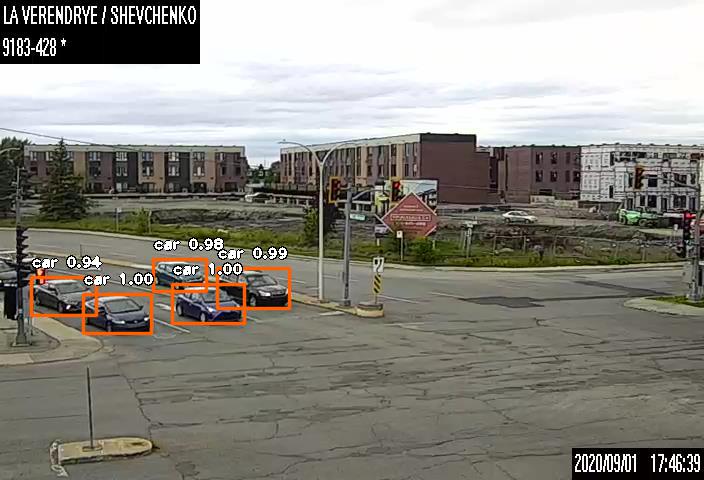 LA VERENDRYE / SHEVCHENKO
9183-428 *
car 0.98
car 0.99
car 0.94
car 1.00
car 1.00
2020/09/01 17:46:39